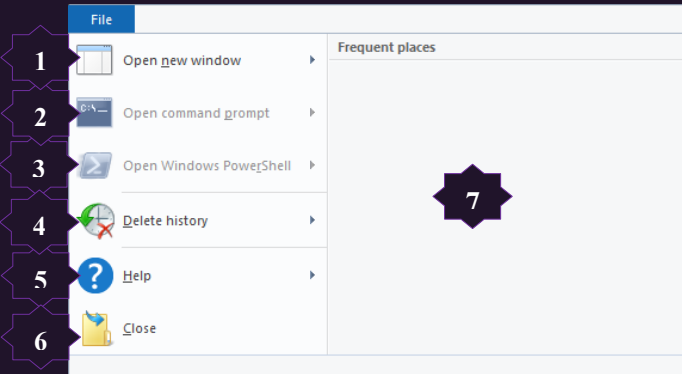 File
1 Open new window
Frequent places
2 Open command prompt
C:\
3 Open Windows PowerShell
7
4 Delete history
5 Help
6 Close